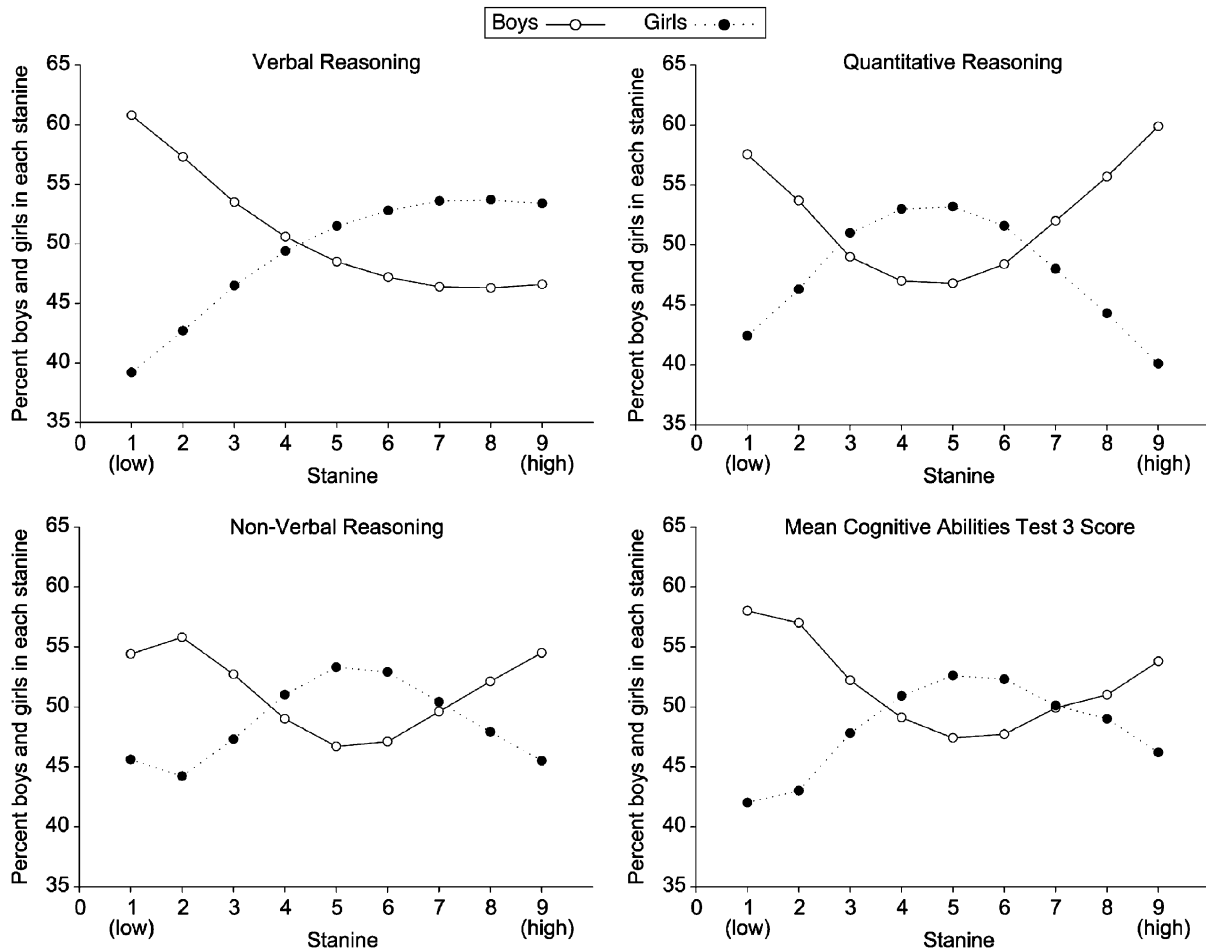 Boys Girls
Verbal Reasoning
Percent boys and girls in each stanine
65
60
55
50
45
40
35
0 1 2 3 4 5 6 7 8 9
(low) (high)
Stanine
Quantitative Reasoning
Percent boys and girls in each stanine
65
60
55
50
45
40
35
0 1 2 3 4 5 6 7 8 9
(low) (high)
Stanine
Non-Verbal Reasoning
Percent boys and girls in each stanine
65
60
55
50
45
40
35
0 1 2 3 4 5 6 7 8 9
(low) (high)
Stanine
Mean Cognitive Abilities Test 3 Score
Percent boys and girls in each stanine
65
60
55
50
45
40
35
0 1 2 3 4 5 6 7 8 9
(low) (high)
Stanine